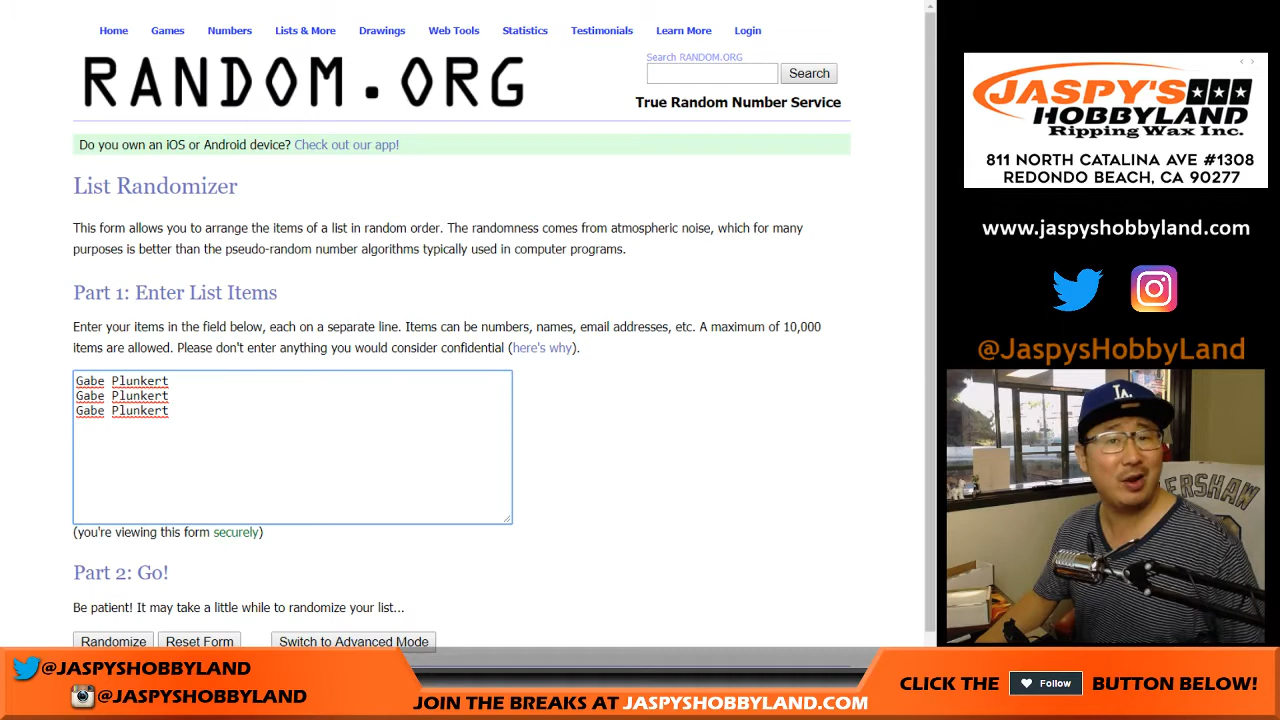 Home Games Numbers Lists & More Drawings Web Tools Statistics Testimonials Learn More Login
RANDOM.ORG
Search RANDOM.ORG
Search
True Random Number Service
Do you own an iOS or Android device? Check out our app!
List Randomizer
This form allows you to arrange the items of a list in random order. The randomness comes from atmospheric noise, which for many
purposes is better than the pseudo-random number algorithms typically used in computer programs.
Part 1: Enter List Items
Enter your items in the field below, each on a separate line. Items can be numbers, names, email addresses, etc. A maximum of 10,000
items are allowed. Please don't enter anything you would consider confidential (here's why).
Gabe Plunkert
Gabe Plunkert
Gabe Plunkert
(you're viewing this form securely)
Part 2: Go!
Be patient! It may take a little while to randomize your list...
Randomize Reset Form Switch to Advanced Mode
JASPY'S
HOBBYLAND
Ripping Wax Inc.
811 NORTH CATALINA AVE #1308
REDONDO BEACH, CA 90277
www.jaspyshobbyland.com
@JaspysHobbyLand
LA
ERSHAW
@JASPYSHOBBYLAND
@JASPYSHOBBYLAND
JOIN THE BREAKS AT JASPYSHOBBYLAND.COM
CLICK THE Follow BUTTON BELOW!